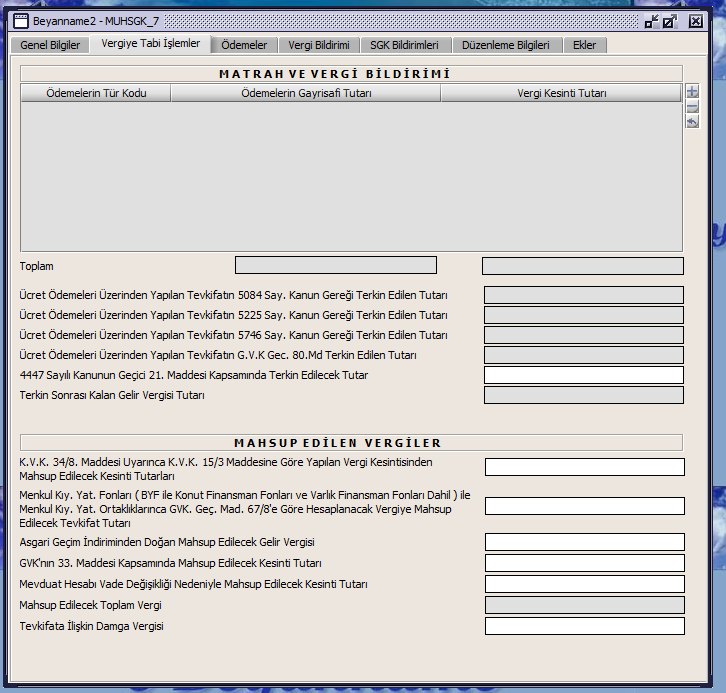 Beyanname2 - MUHSGK_7
Genel Bilgiler
Vergiye Tabi İşlemler
Ödemeler
Vergi Bildirimi
SGK Bildirimleri
Düzenleme Bilgileri
Ekler
MATRAH VE VERGİ BİLDİRİMİ
Ödemelerin Tür Kodu
Ödemelerin Gayrisafi Tutarı
Vergi Kesinti Tutarı
Toplam
Ücret Ödemeleri Üzerinden Yapılan Tevkifatın 5084 Say. Kanun Gereği Terkin Edilen Tutarı
Ücret Ödemeleri Üzerinden Yapılan Tevkifatın 5225 Say. Kanun Gereği Terkin Edilen Tutarı
Ücret Ödemeleri Üzerinden Yapılan Tevkifatın 5746 Say. Kanun Gereği Terkin Edilen Tutarı
Ücret Ödemeleri Üzerinden Yapılan Tevkifatın G.V.K Gec. 80.Md Terkin Edilen Tutarı
4447 Sayılı Kanunun Geçici 21. Maddesi Kapsamında Terkin Edilecek Tutar
Terkin Sonrası Kalan Gelir Vergisi Tutarı
MAHSUP EDİLEN VERGİLER
K.V.K. 34/8. Maddesi Uyarınca K.V.K. 15/3 Maddesine Göre Yapılan Vergi Kesintisinden
Mahsup Edilecek Kesinti Tutarları
Menkul Kıy. Yat. Fonları ( BYF ile Konut Finansman Fonları ve Varlık Finansman Fonları Dahil ) ile
Menkul Kıy. Yat. Ortaklıklarınca GVK. Geç. Mad. 67/8'e Göre Hesaplanacak Vergiye Mahsup
Edilecek Tevkifat Tutarı
Asgari Geçim İndiriminden Doğan Mahsup Edilecek Gelir Vergisi
GVK'nın 33. Maddesi Kapsamında Mahsup Edilecek Kesinti Tutarı
Mevduat Hesabı Vade Değişikliği Nedeniyle Mahsup Edilecek Kesinti Tutarı
Mahsup Edilecek Toplam Vergi
Tevkifata İlişkin Damga Vergisi